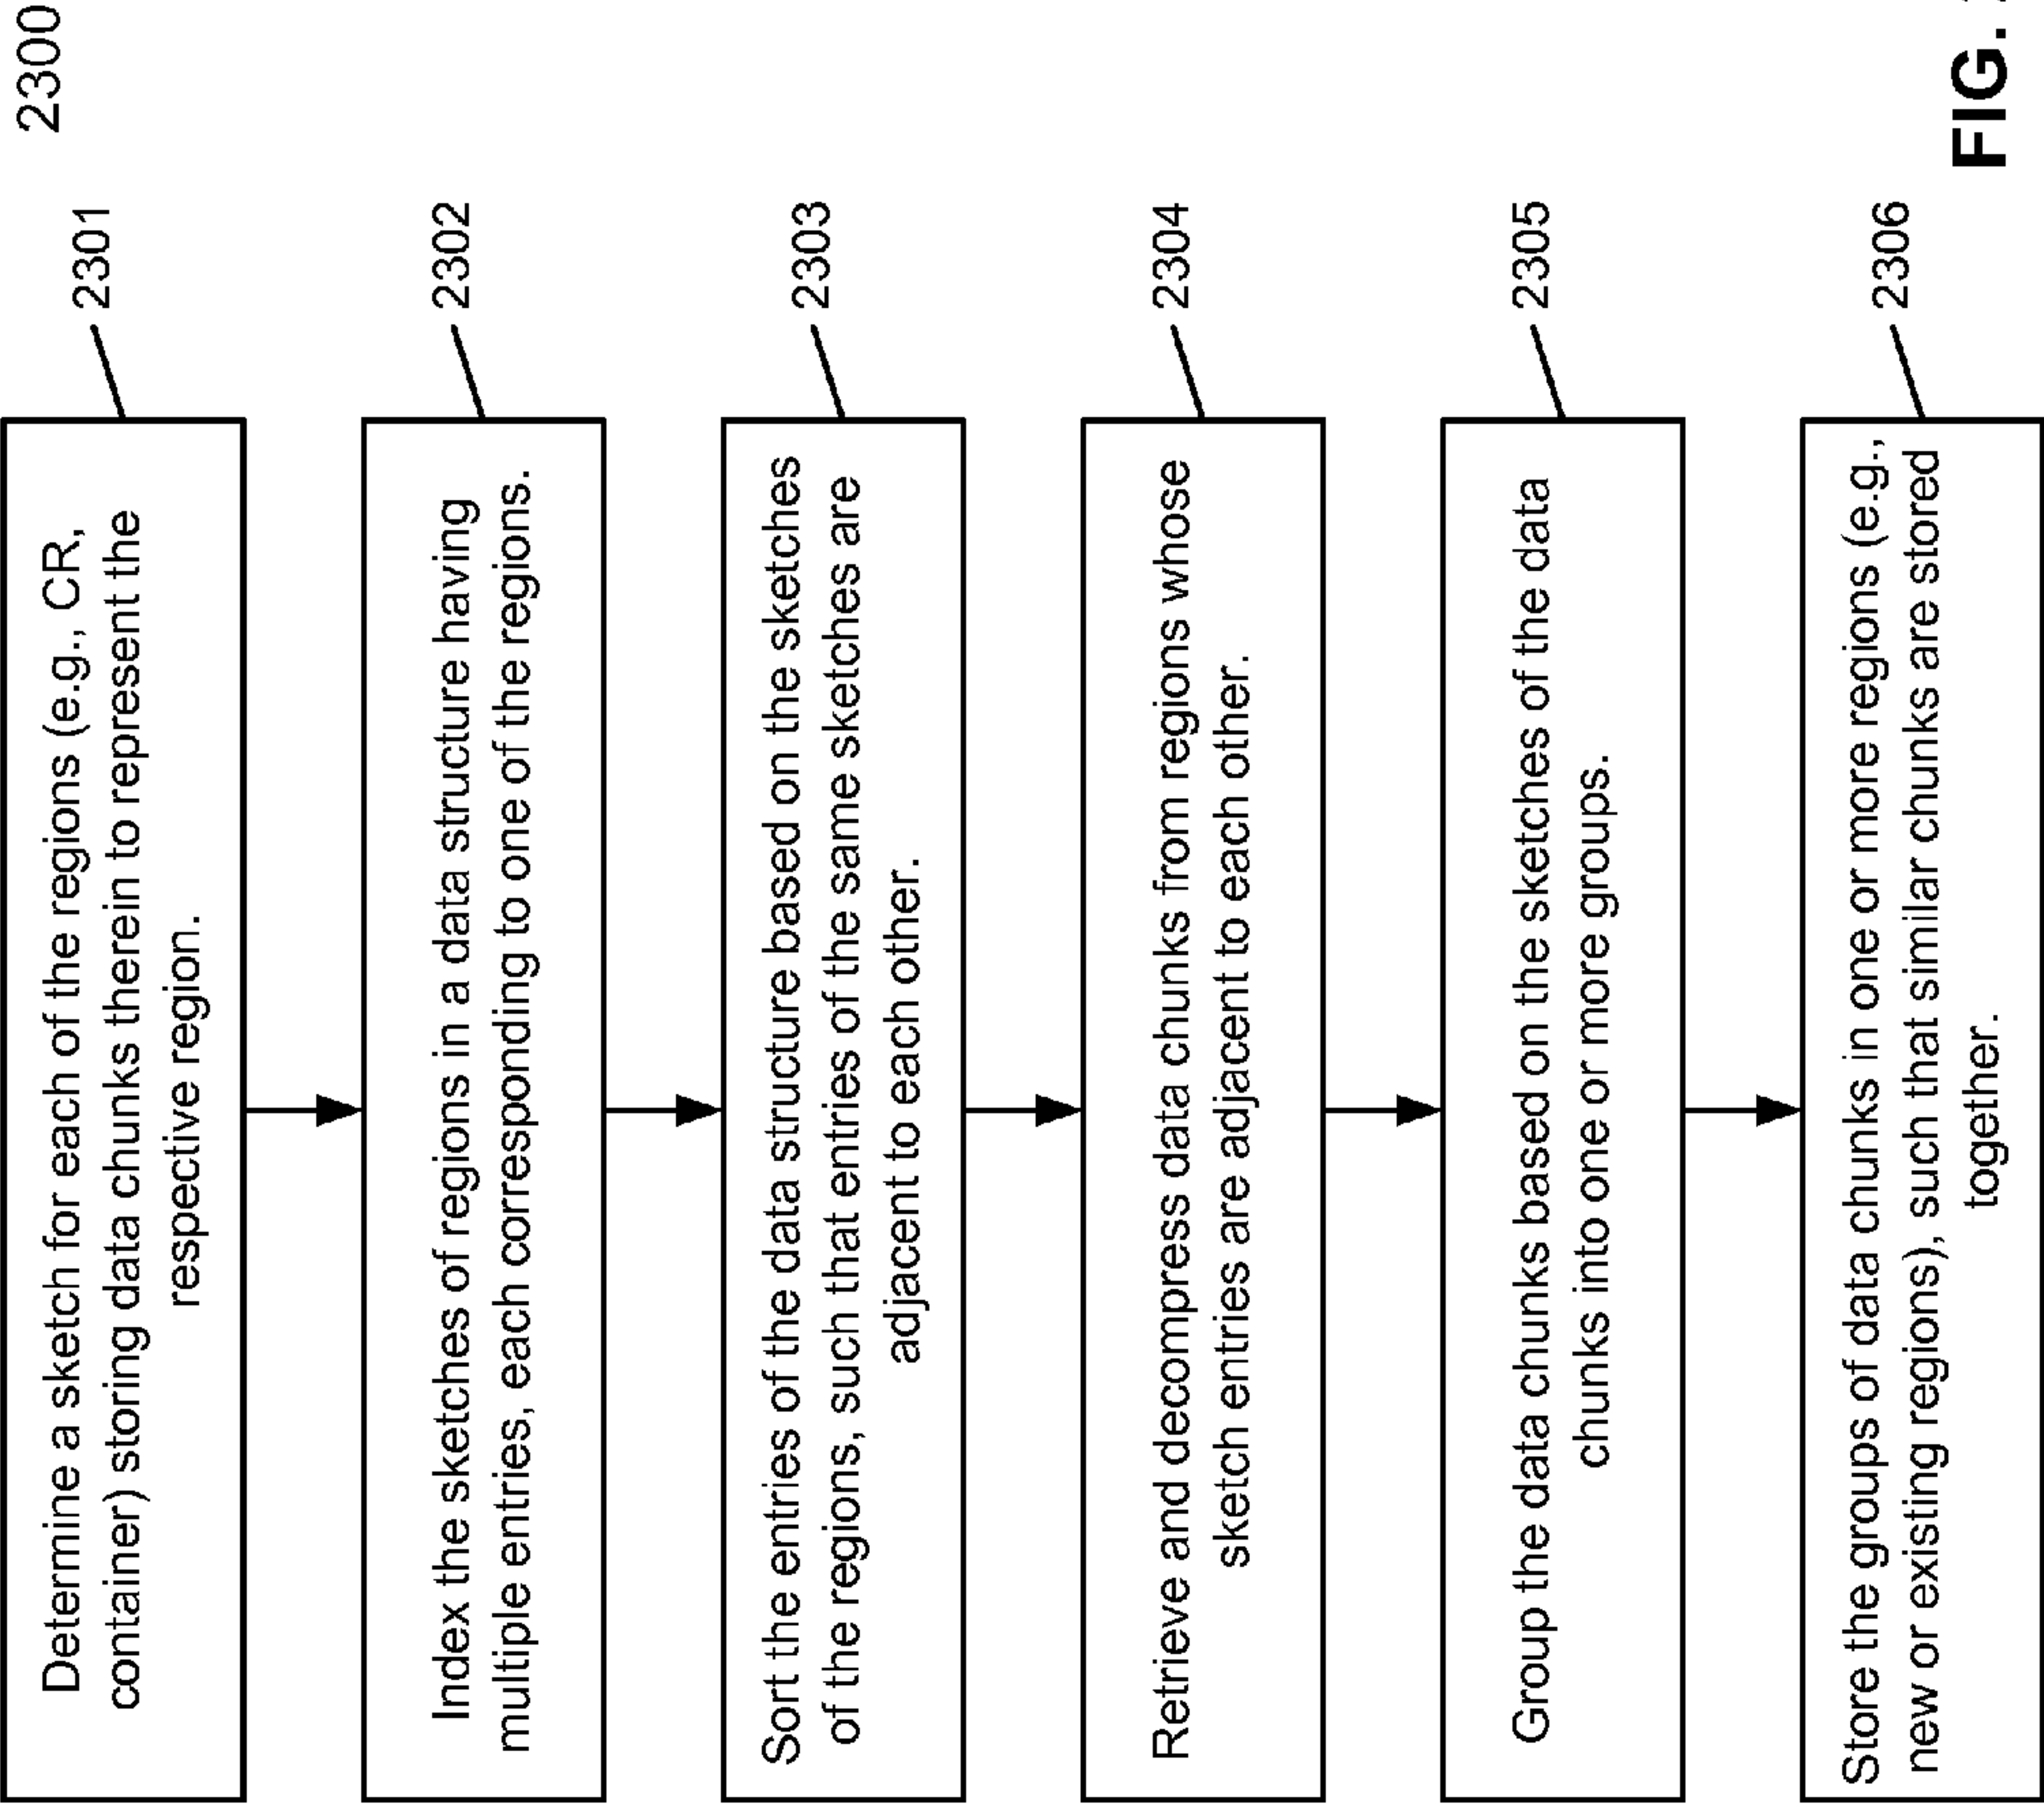 2300
Determine a sketch for each of the regions (e.g., CR,
container) storing data chunks therein to represent the
respective region.
2301
Index the sketches of regions in a data structure having
multiple entries, each corresponding to one of the regions.
2302
Sort the entries of the data structure based on the sketches
of the regions, such that entries of the same sketches are
adjacent to each other.
2303
Retrieve and decompress data chunks from regions whose
sketch entries are adjacent to each other.
2304
Group the data chunks based on the sketches of the data
chunks into one or more groups.
2305
Store the groups of data chunks in one or more regions (e.g.,
new or existing regions), such that similar chunks are stored
together.
2306
FIG.